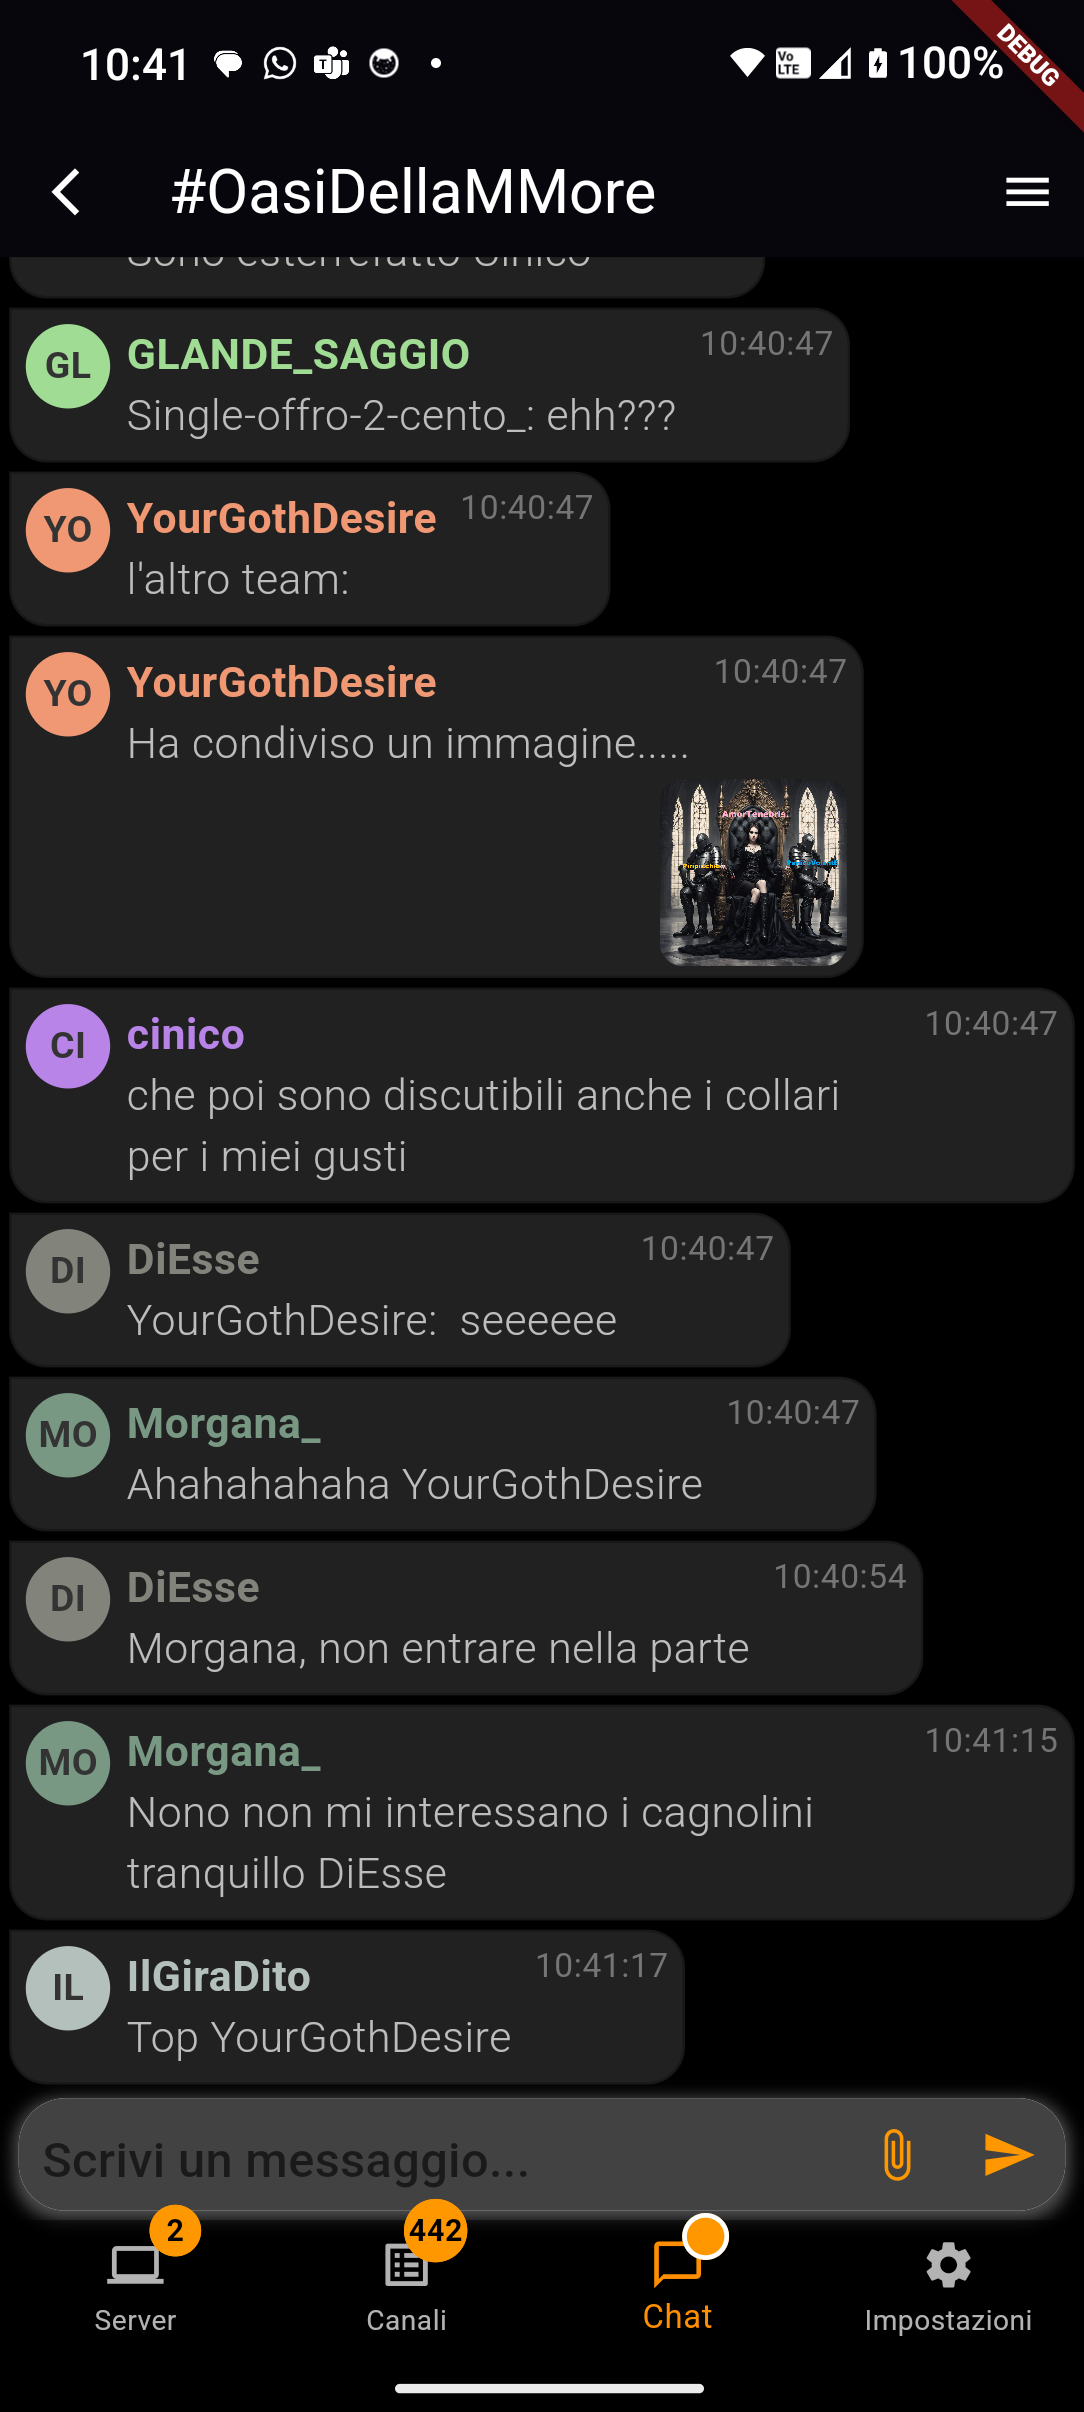 10:41
Vo LTE
100%
DEBUG
#OasiDellaMMore
Sono esterrefatto Cinico
GL
GLANDE_SAGGIO
10:40:47
Single-offro-2-cento_: ehh???
YO
YourGothDesire
10:40:47
l'altro team:
YO
YourGothDesire
10:40:47
Ha condiviso un immagine.....
AmorTenebris
CI
cinico
10:40:47
che poi sono discutibili anche i collari
per i miei gusti
DI
DiEsse
10:40:47
YourGothDesire:  seeeeee
MO
Morgana_
10:40:47
Ahahahahaha YourGothDesire
DI
DiEsse
10:40:54
Morgana, non entrare nella parte
MO
Morgana_
10:41:15
Nono non mi interessano i cagnolini
tranquillo DiEsse
IL
IlGiraDito
10:41:17
Top YourGothDesire
Scrivi un messaggio...
2
442
Server
Canali
Chat
Impostazioni